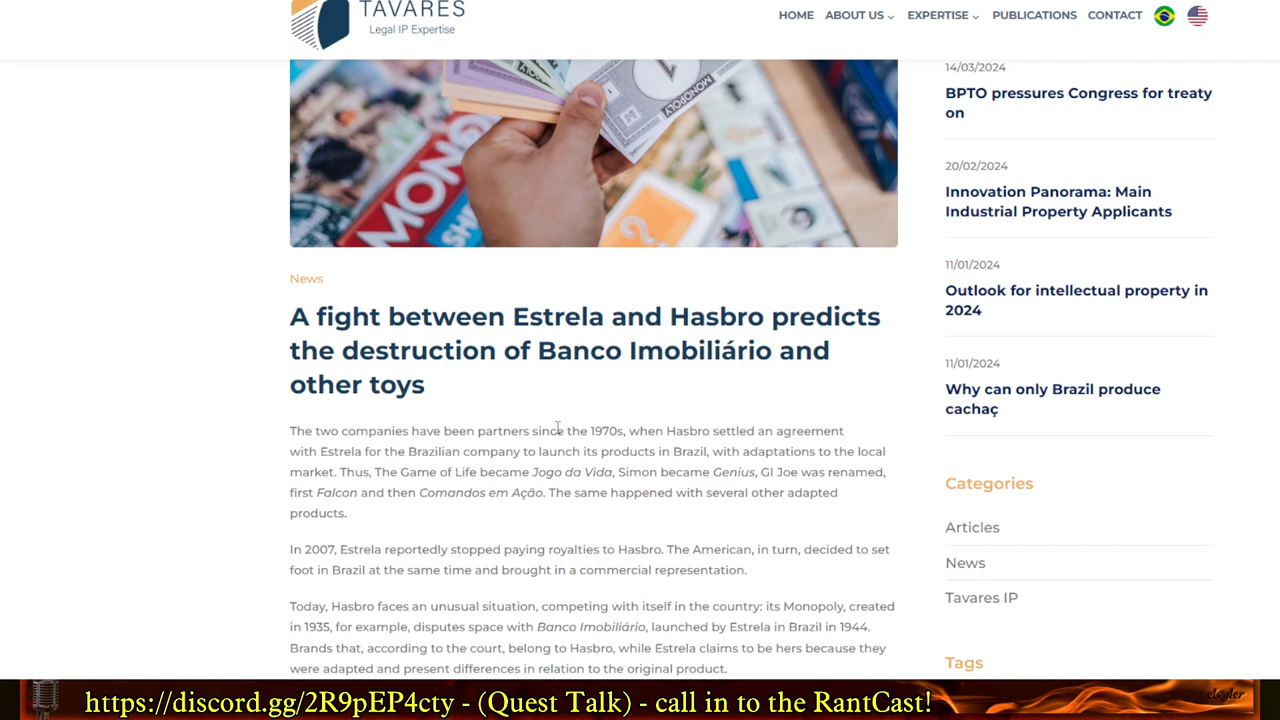 TAVARES
Legal IP Expertise
HOME ABOUT US EXPERTISE PUBLICATIONS CONTACT
MONOPOLY
MONO
News
A fight between Estrela and Hasbro predicts
the destruction of Banco Imobiliário and
other toys
The two companies have been partners since the 1970s, when Hasbro settled an agreement
with Estrela for the Brazilian company to launch its products in Brazil, with adaptations to the local
market. Thus, The Game of Life became Jogo da Vida, Simon became Genius, GI Joe was renamed,
first Falcon and then Comandos em Ação. The same happened with several other adapted
products.
In 2007, Estrela reportedly stopped paying royalties to Hasbro. The American, in turn, decided to set
foot in Brazil at the same time and brought in a commercial representation.
Today, Hasbro faces an unusual situation, competing with itself in the country: its Monopoly, created
in 1935, for example, disputes space with Banco Imobiliário, launched by Estrela in Brazil in 1944.
Brands that, according to the court, belong to Hasbro, while Estrela claims to be hers because they
were adapted and present differences in relation to the original product.
14/03/2024
BPTO pressures Congress for treaty
on
20/02/2024
Innovation Panorama: Main
Industrial Property Applicants
11/01/2024
Outlook for intellectual property in
2024
11/01/2024
Why can only Brazil produce
cachaç
Categories
Articles
News
Tavares IP
Tags
https://discord.gg/2R9pEP4cty - (Quest Talk) - call in to the RantCast!